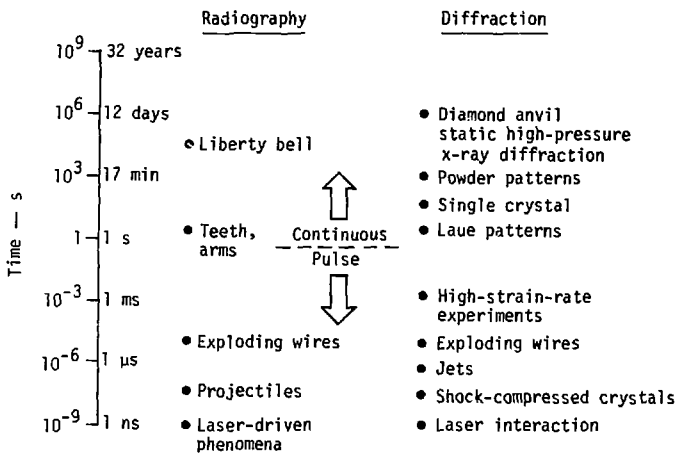 Radiography
Diffraction
Time — s
10^9 32 years
10^6 12 days
10^3 17 min
1 1 s
10^-3 1 ms
10^-6 1 μs
10^-9 1 ns
Liberty bell
Teeth,
arms
Exploding wires
Projectiles
Laser-driven
phenomena
Continuous
Pulse
Diamond anvil
static high-pressure
x-ray diffraction
Powder patterns
Single crystal
Laue patterns
High-strain-rate
experiments
Exploding wires
Jets
Shock-compressed crystals
Laser interaction